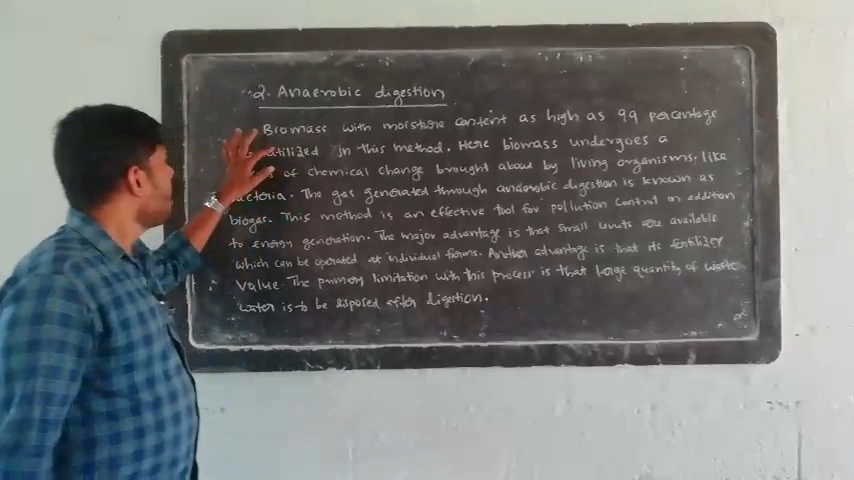 2. Anaerobic digestion
Biomass with moisture content as high as 99 percentage
utilized in this method. Here biomass undergoes a
of chemical change brought about by living organisms, like
bacteria. The gas generated through anaerobic digestion is known as
biogas. This method is an effective tool for pollution control in addition
to energy generation. The major advantage is that small units are available
which can be operated at individual farms. Another advantage is that its fertilizer
value. The primary limitation with this process is that large quantity of waste
water is to be disposed after digestion.